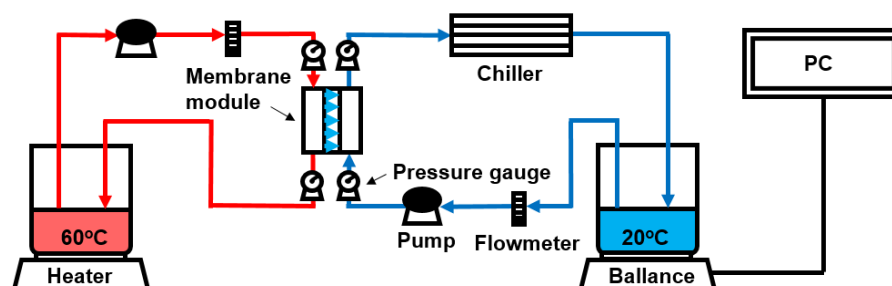 Chiller
PC
Membrane
module
Pressure gauge
Pump
Flowmeter
60°C
20°C
Heater
Ballance